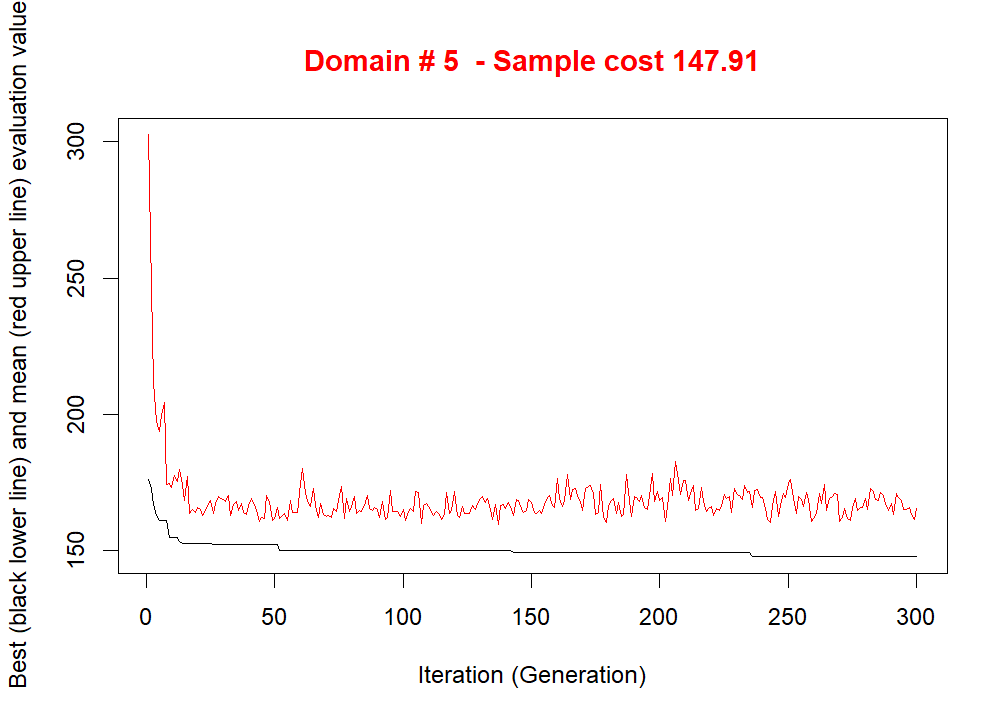 Domain # 5  - Sample cost 147.91
Best (black lower line) and mean (red upper line) evaluation value
300
250
200
150
0 50 100 150 200 250 300
Iteration (Generation)